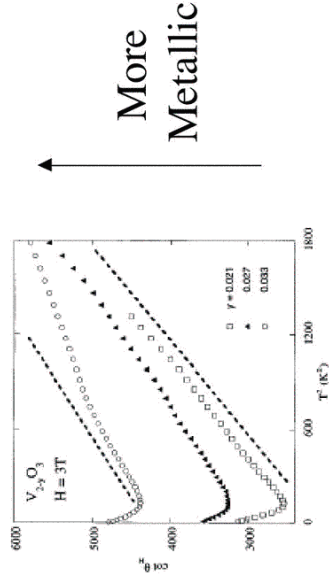 V₂₋yO₃
H = 3T
6000
5000
4000
3000
cot θ_H
y = 0.021
0.027
0.033
0
600
1200
1800
T² (K²)
More
Metallic